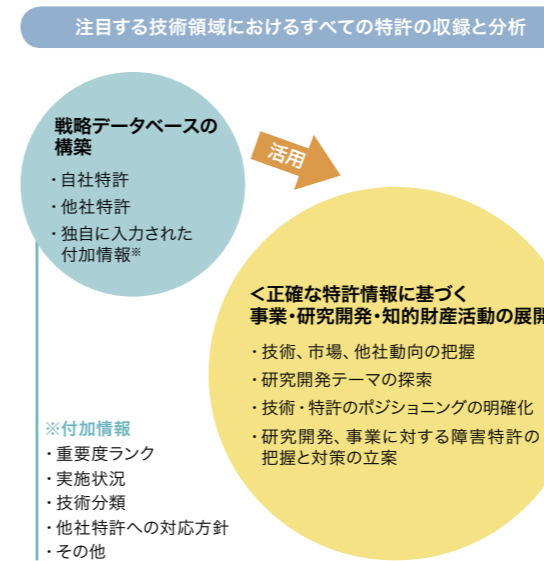 注目する技術領域におけるすべての特許の収録と分析
戦略データベースの
構築
・自社特許
・他社特許
・独自に入力された
付加情報※
活用
<正確な特許情報に基づく
事業・研究開発・知的財産活動の展開
・技術、市場、他社動向の把握
・研究開発テーマの探索
・技術・特許のポジショニングの明確化
・研究開発、事業に対する障害特許の
把握と対策の立案
※付加情報
・重要度ランク
・実施状況
・技術分類
・他社特許への対応方針
・その他